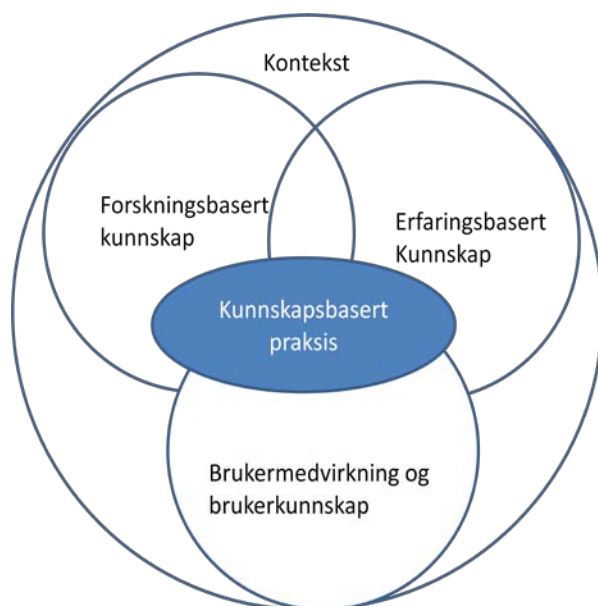 Kontekst
Forskningsbasert
kunnskap
Erfaringsbasert
Kunnskap
Kunnskapsbasert
praksis
Brukermedvirkning og
brukerkunnskap